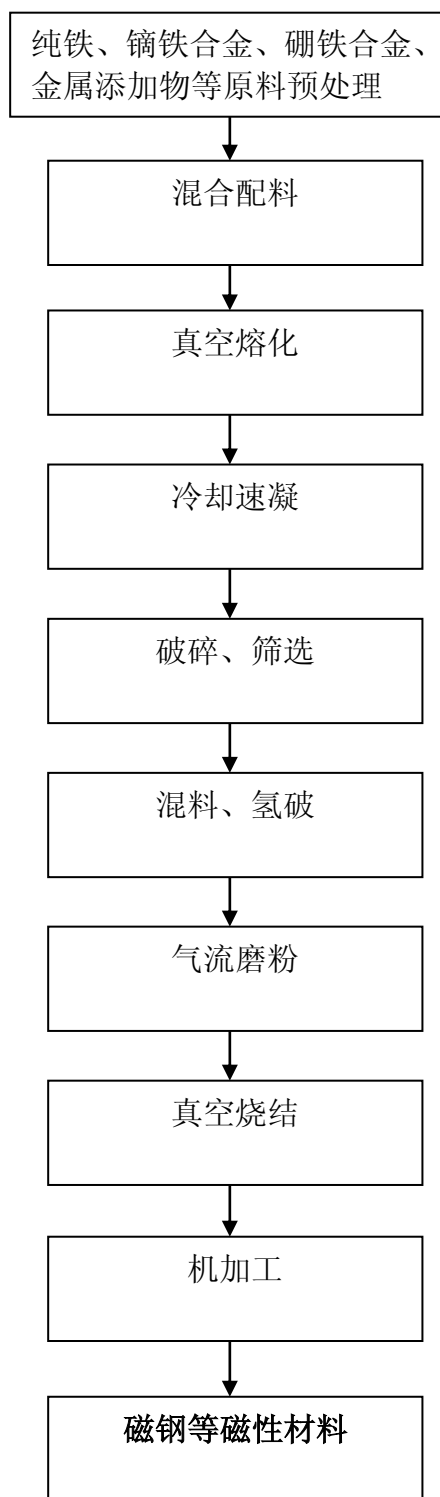 纯铁、镝铁合金、硼铁合金、
金属添加物等原料预处理
混合配料
真空熔化
冷却速凝
破碎、筛选
混料、氢破
气流磨粉
真空烧结
机加工
磁钢等磁性材料